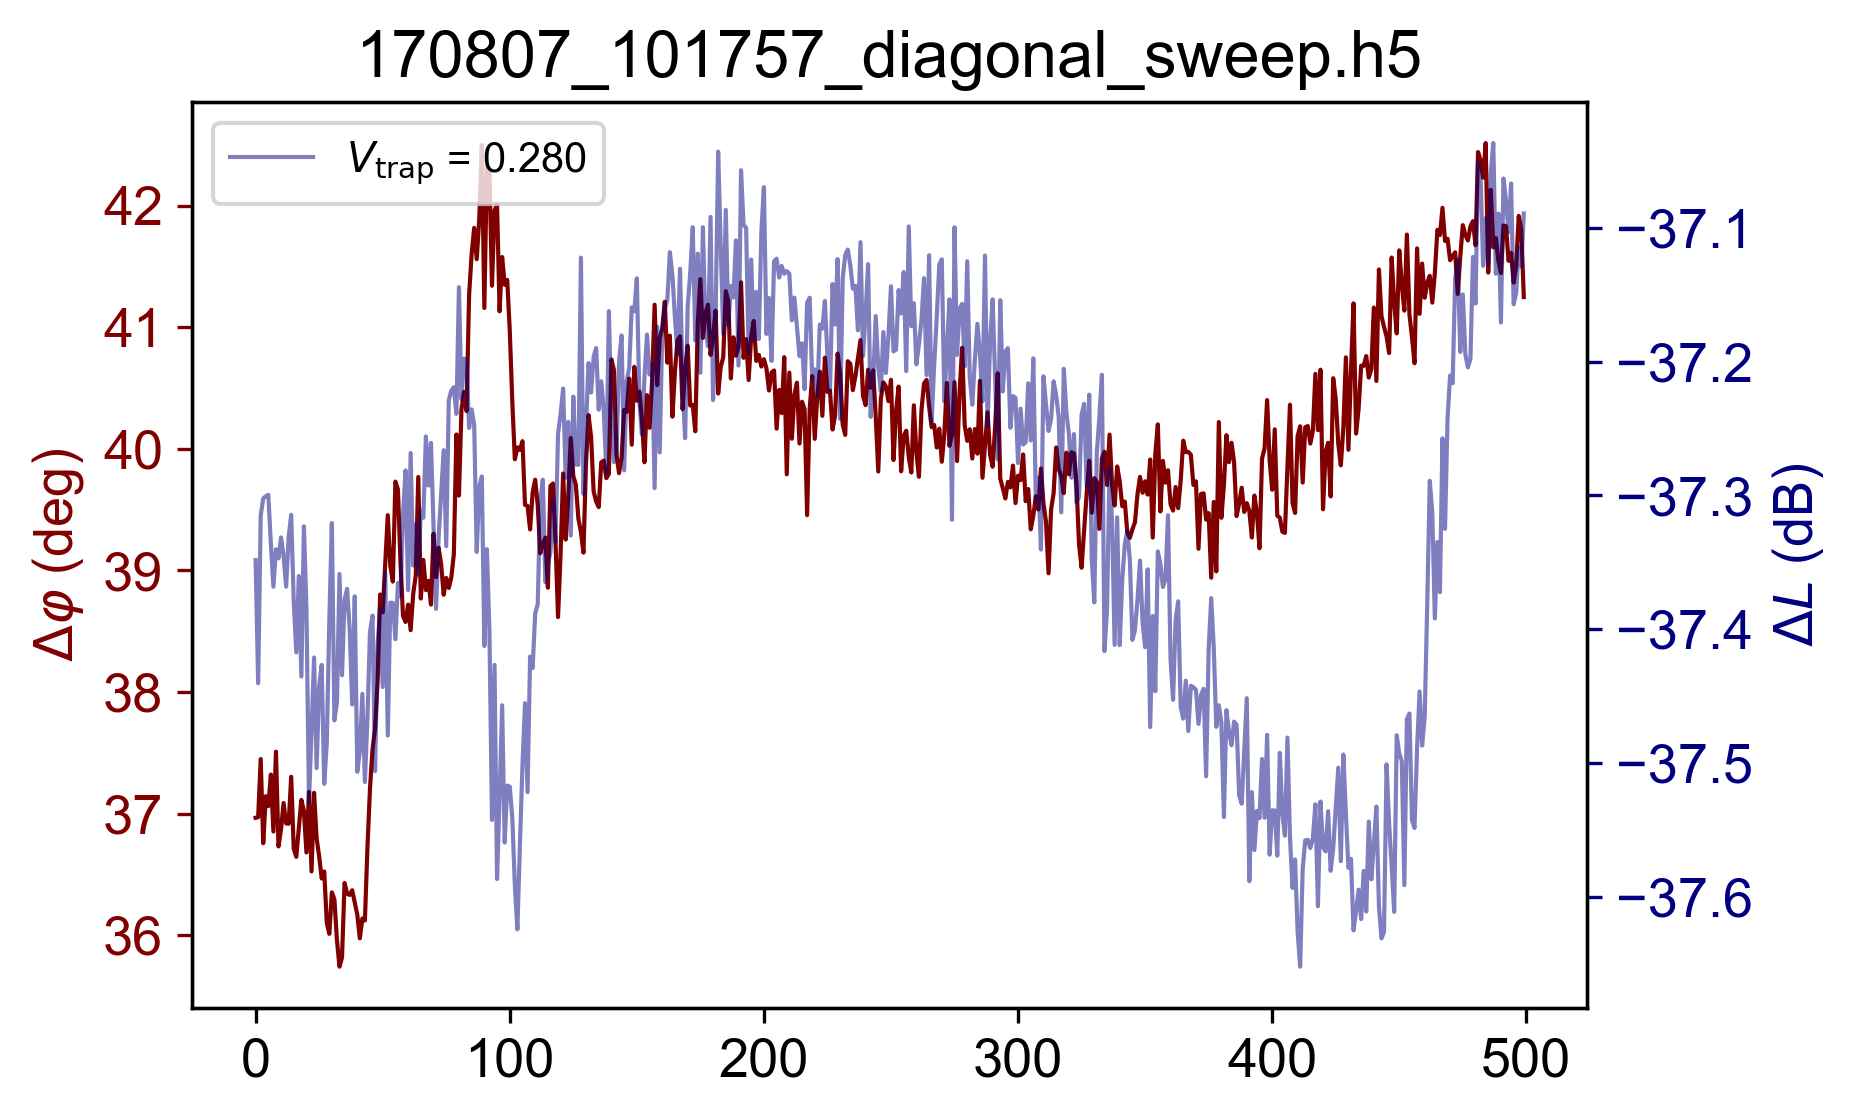 170807_101757_diagonal_sweep.h5
V_trap = 0.280
42
41
40
39
38
37
36
Δφ (deg)
−37.1
−37.2
−37.3
−37.4
−37.5
−37.6
ΔL (dB)
0 100 200 300 400 500